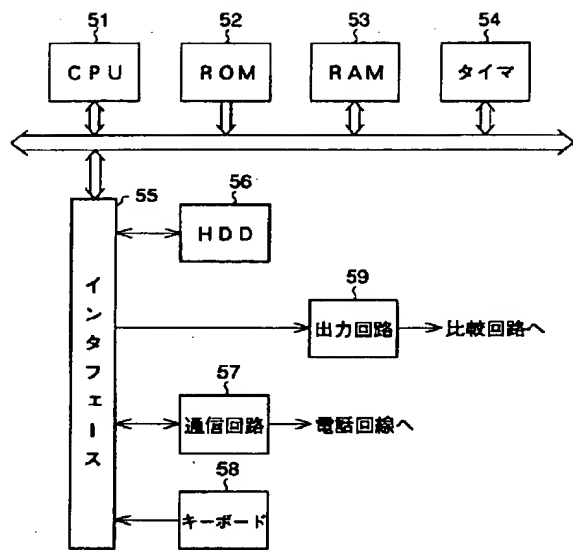 51
52
53
54
CPU
ROM
RAM
タイマ
55
56
HDD
インタフェース
59
出力回路
比較回路へ
57
通信回路
電話回線へ
58
キーボード